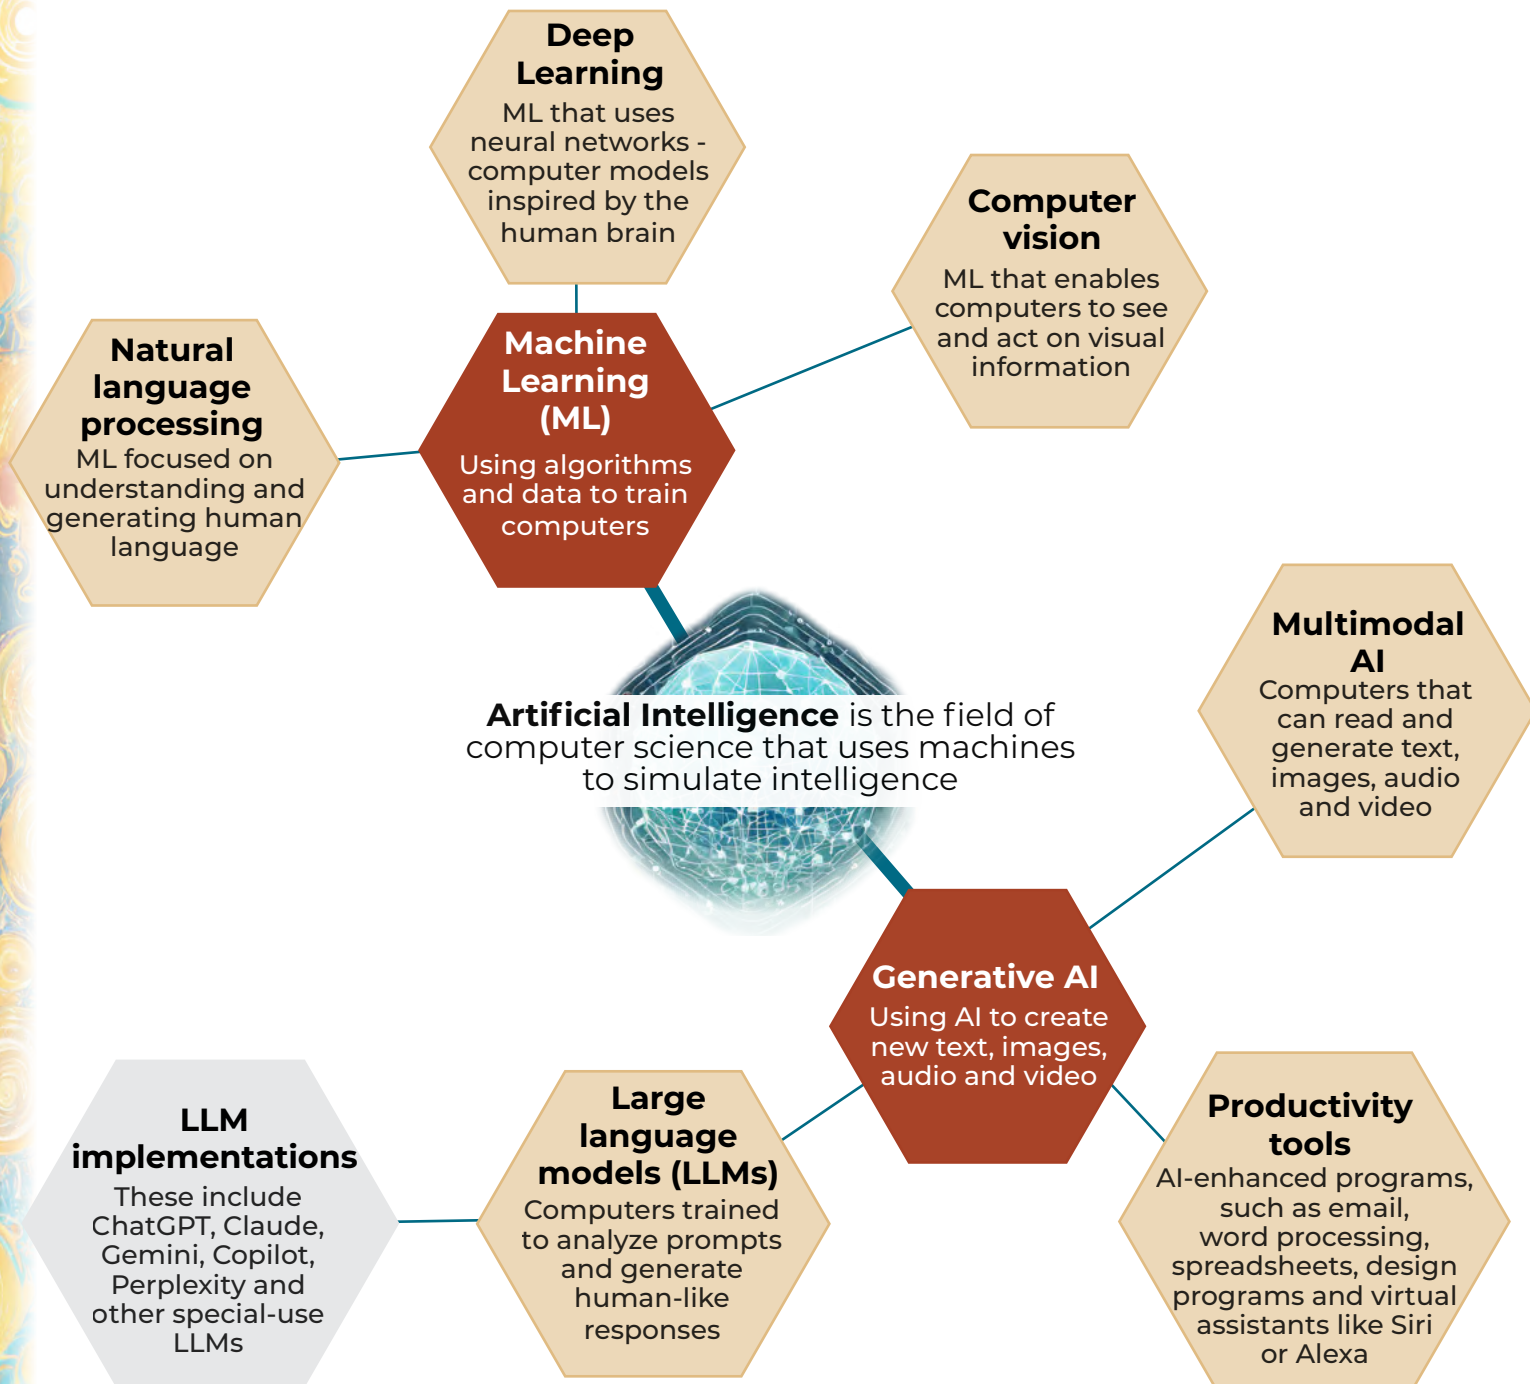 Deep
Learning
ML that uses
neural networks -
computer models
inspired by the
human brain
Computer
vision
ML that enables
computers to see
and act on visual
information
Natural
language
processing
ML focused on
understanding and
generating human
language
Machine
Learning
(ML)
Using algorithms
and data to train
computers
Artificial Intelligence is the field of
computer science that uses machines
to simulate intelligence
Multimodal
AI
Computers that
can read and
generate text,
images, audio
and video
Generative AI
Using AI to create
new text, images,
audio and video
LLM
implementations
These include
ChatGPT, Claude,
Gemini, Copilot,
Perplexity and
other special-use
LLMs
Large
language
models (LLMs)
Computers trained
to analyze prompts
and generate
human-like
responses
Productivity
tools
AI-enhanced programs,
such as email,
word processing,
spreadsheets, design
programs and virtual
assistants like Siri
or Alexa